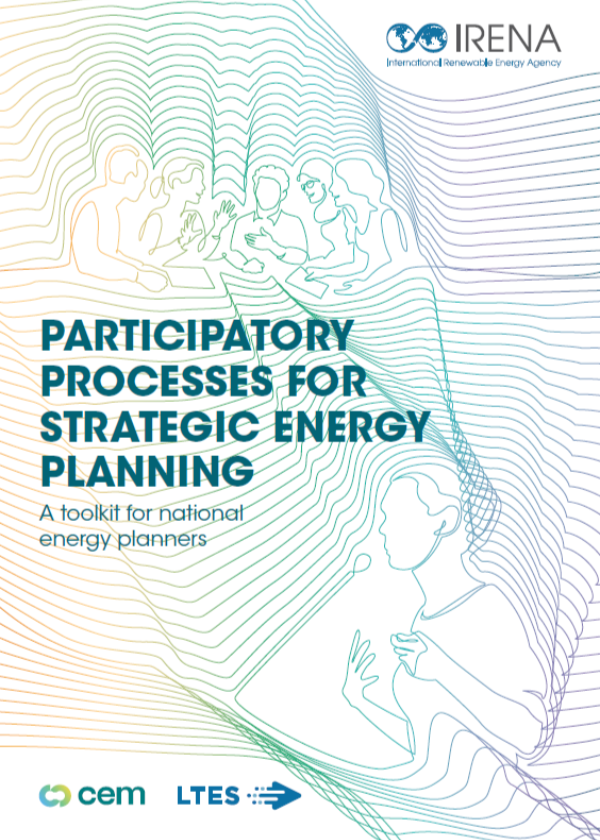 IRENA
International Renewable Energy Agency
PARTICIPATORY
PROCESSES FOR
STRATEGIC ENERGY
PLANNING
A toolkit for national
energy planners
cem
LTES